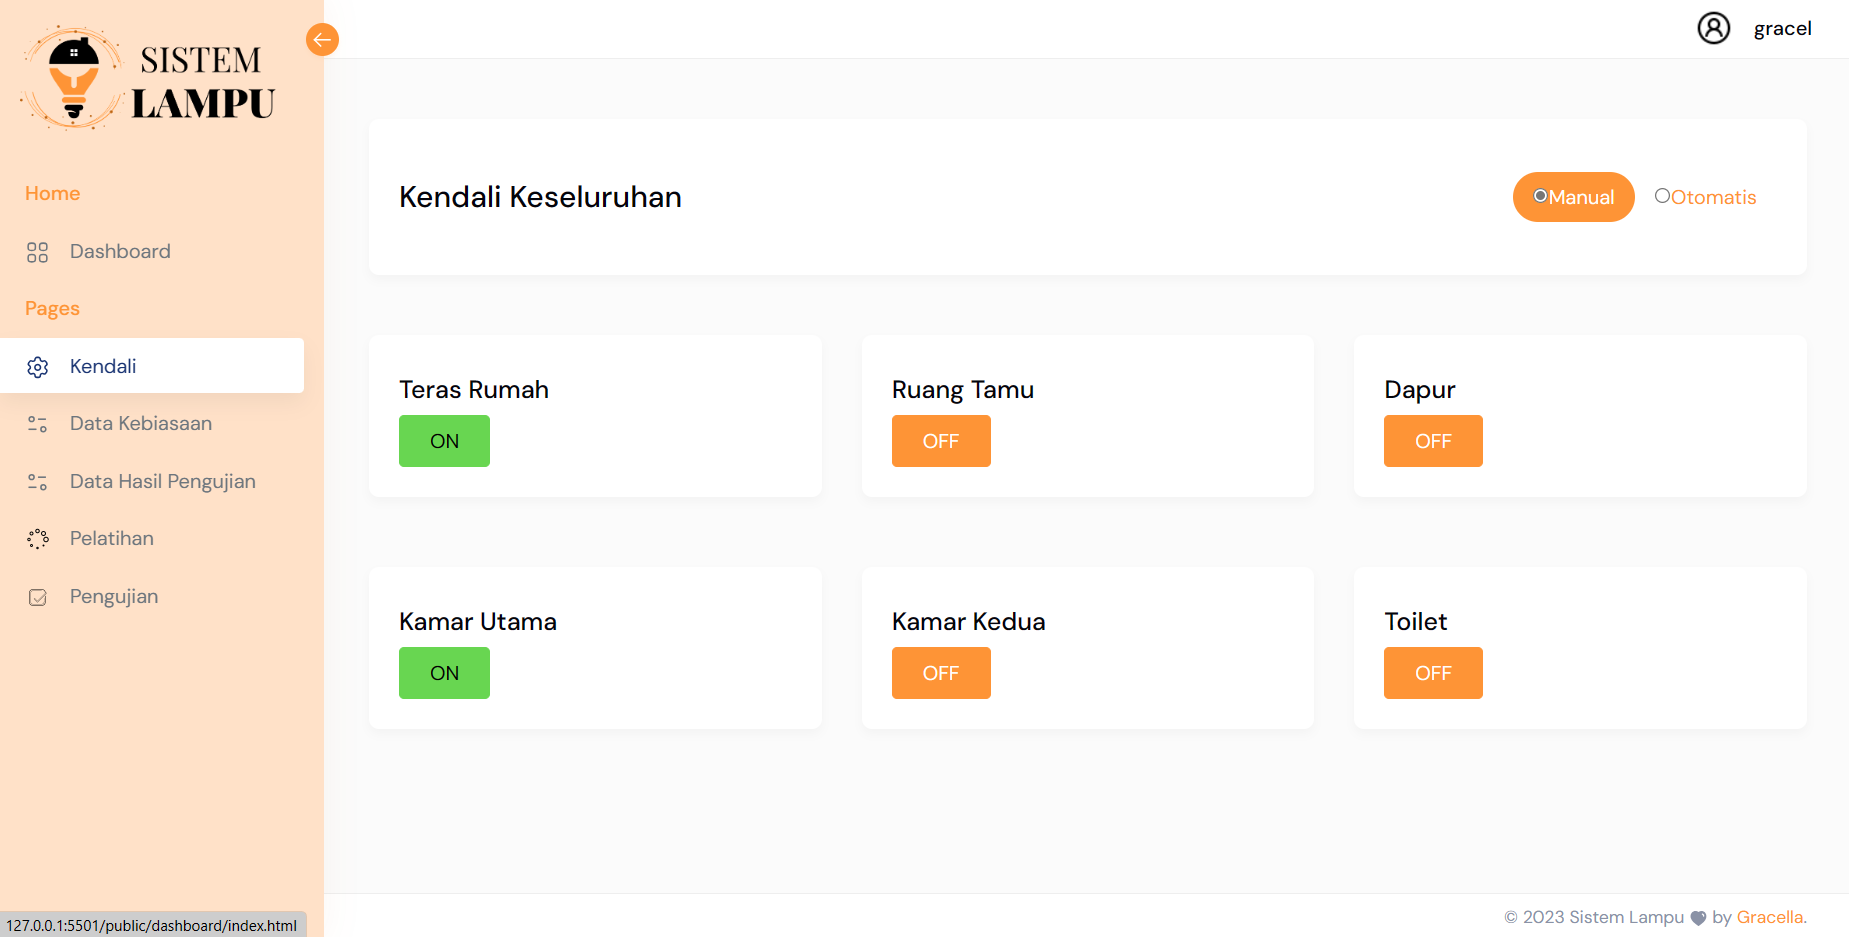 SISTEM
LAMPU
gracel
Home
Dashboard
Pages
Kendali
Data Kebiasaan
Data Hasil Pengujian
Pelatihan
Pengujian
Kendali Keseluruhan
Manual
Otomatis
Teras Rumah
ON
Ruang Tamu
OFF
Dapur
OFF
Kamar Utama
ON
Kamar Kedua
OFF
Toilet
OFF
© 2023 Sistem Lampu by Gracella.
127.0.0.1:5501/public/dashboard/index.html